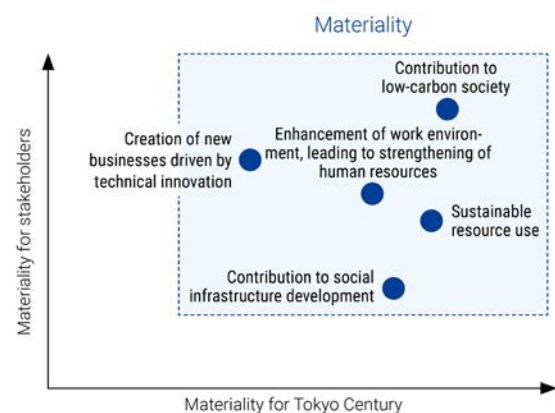 Materiality
Contribution to
low-carbon society
Creation of new
businesses driven by
technical innovation
Enhancement of work environ-
ment, leading to strengthening of
human resources
Sustainable
resource use
Contribution to social
infrastructure development
Materiality for stakeholders
Materiality for Tokyo Century